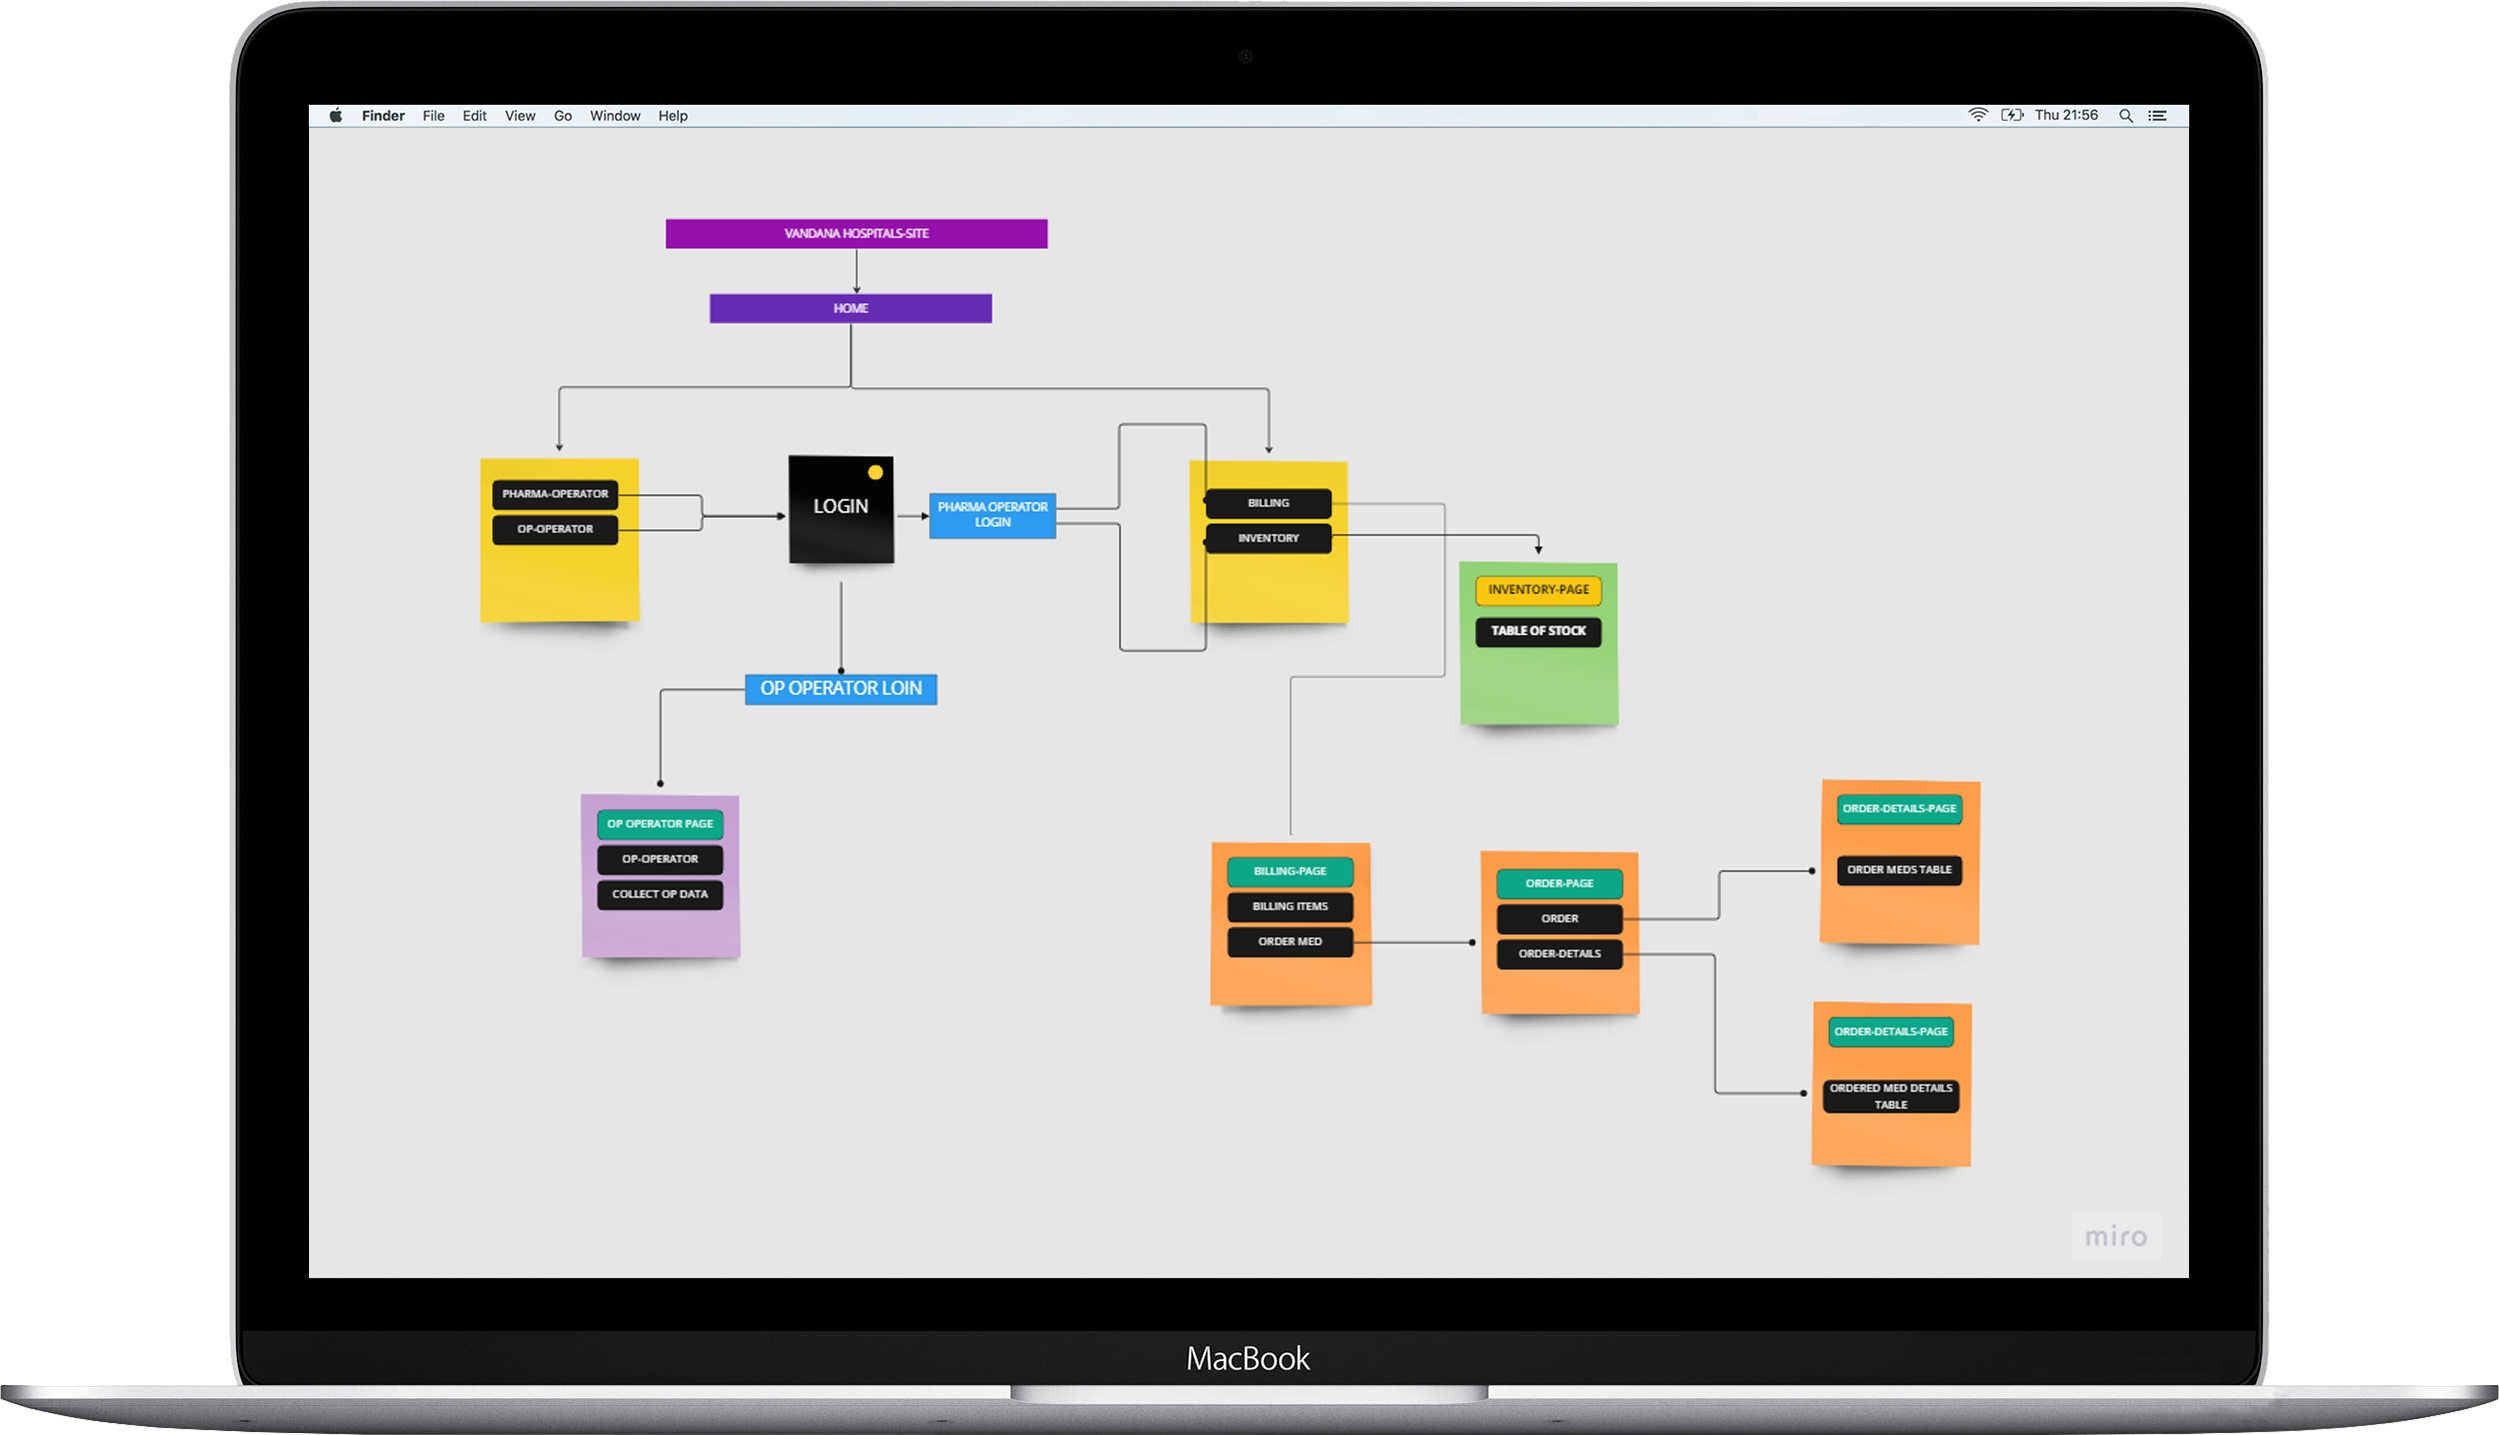 Finder File Edit View Go Window Help
Thu 21:56
VANDANA HOSPITALS-SITE
HOME
PHARMA-OPERATOR
OP-OPERATOR
LOGIN
PHARMA OPERATOR
LOGIN
BILLING
INVENTORY
INVENTORY-PAGE
TABLE OF STOCK
OP OPERATOR LOIN
OP OPERATOR PAGE
OP-OPERATOR
COLLECT OP DATA
BILLING-PAGE
BILLING ITEMS
ORDER MED
ORDER-PAGE
ORDER
ORDER-DETAILS
ORDER-DETAILS-PAGE
ORDER MEDS TABLE
ORDER-DETAILS-PAGE
ORDERED MED DETAILS
TABLE
miro
MacBook